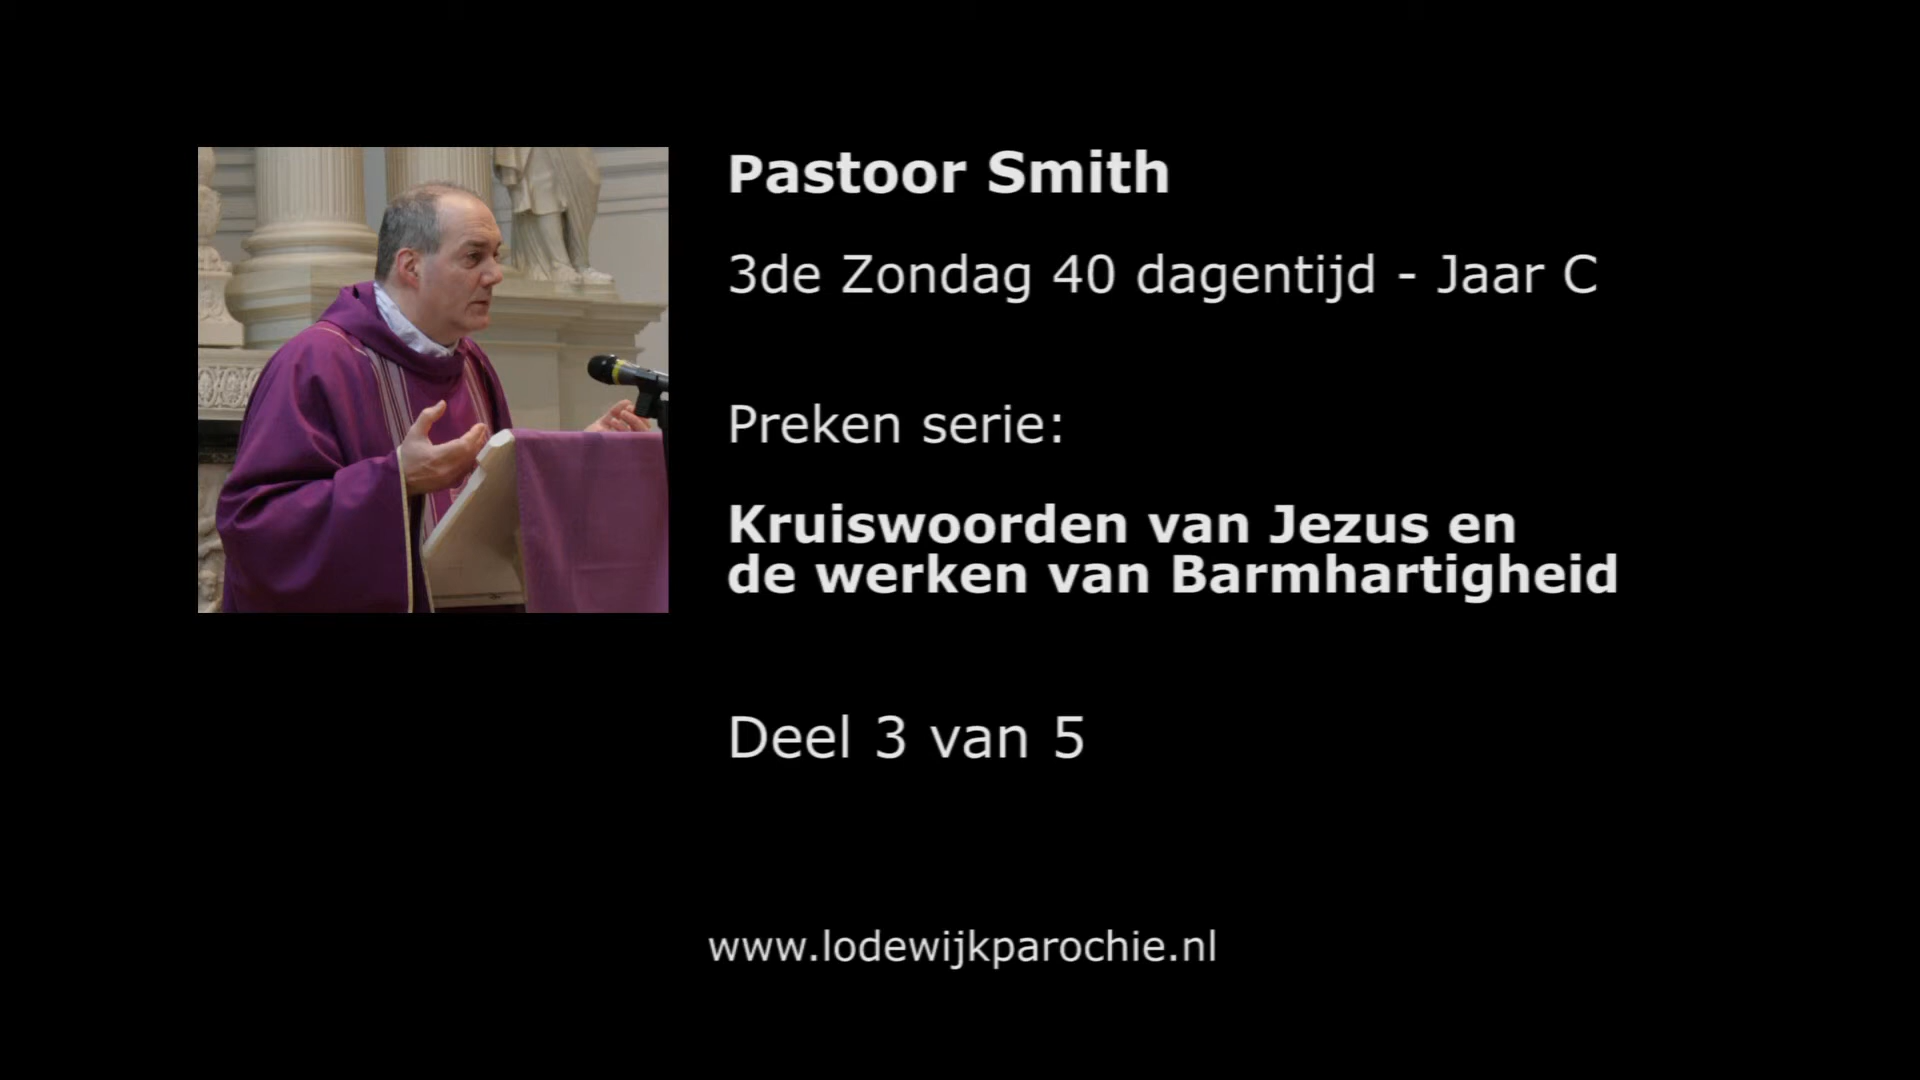 Pastoor Smith
3de Zondag 40 dagentijd - Jaar C
Preken serie:
Kruiswoorden van Jezus en
de werken van Barmhartigheid
Deel 3 van 5
www.lodewijkparochie.nl